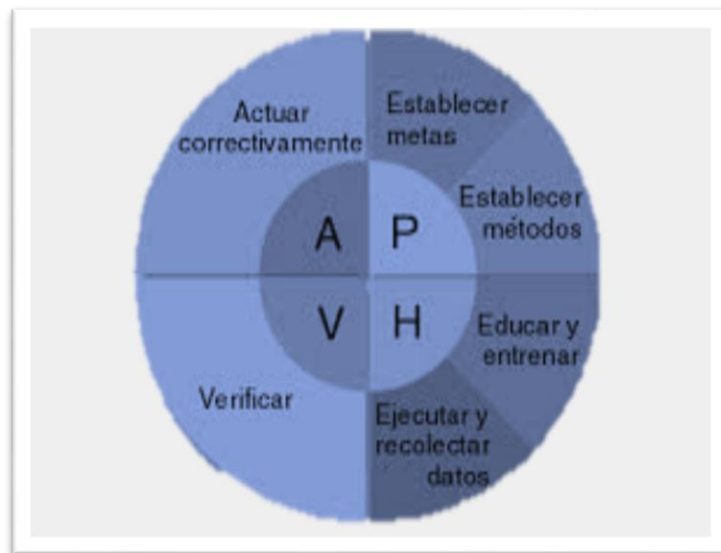 Actuar
correctivamente
Establecer
metas
Establecer
métodos
A
P
V
H
Educar y
entrenar
Verificar
Ejecutar y
recolectar
datos